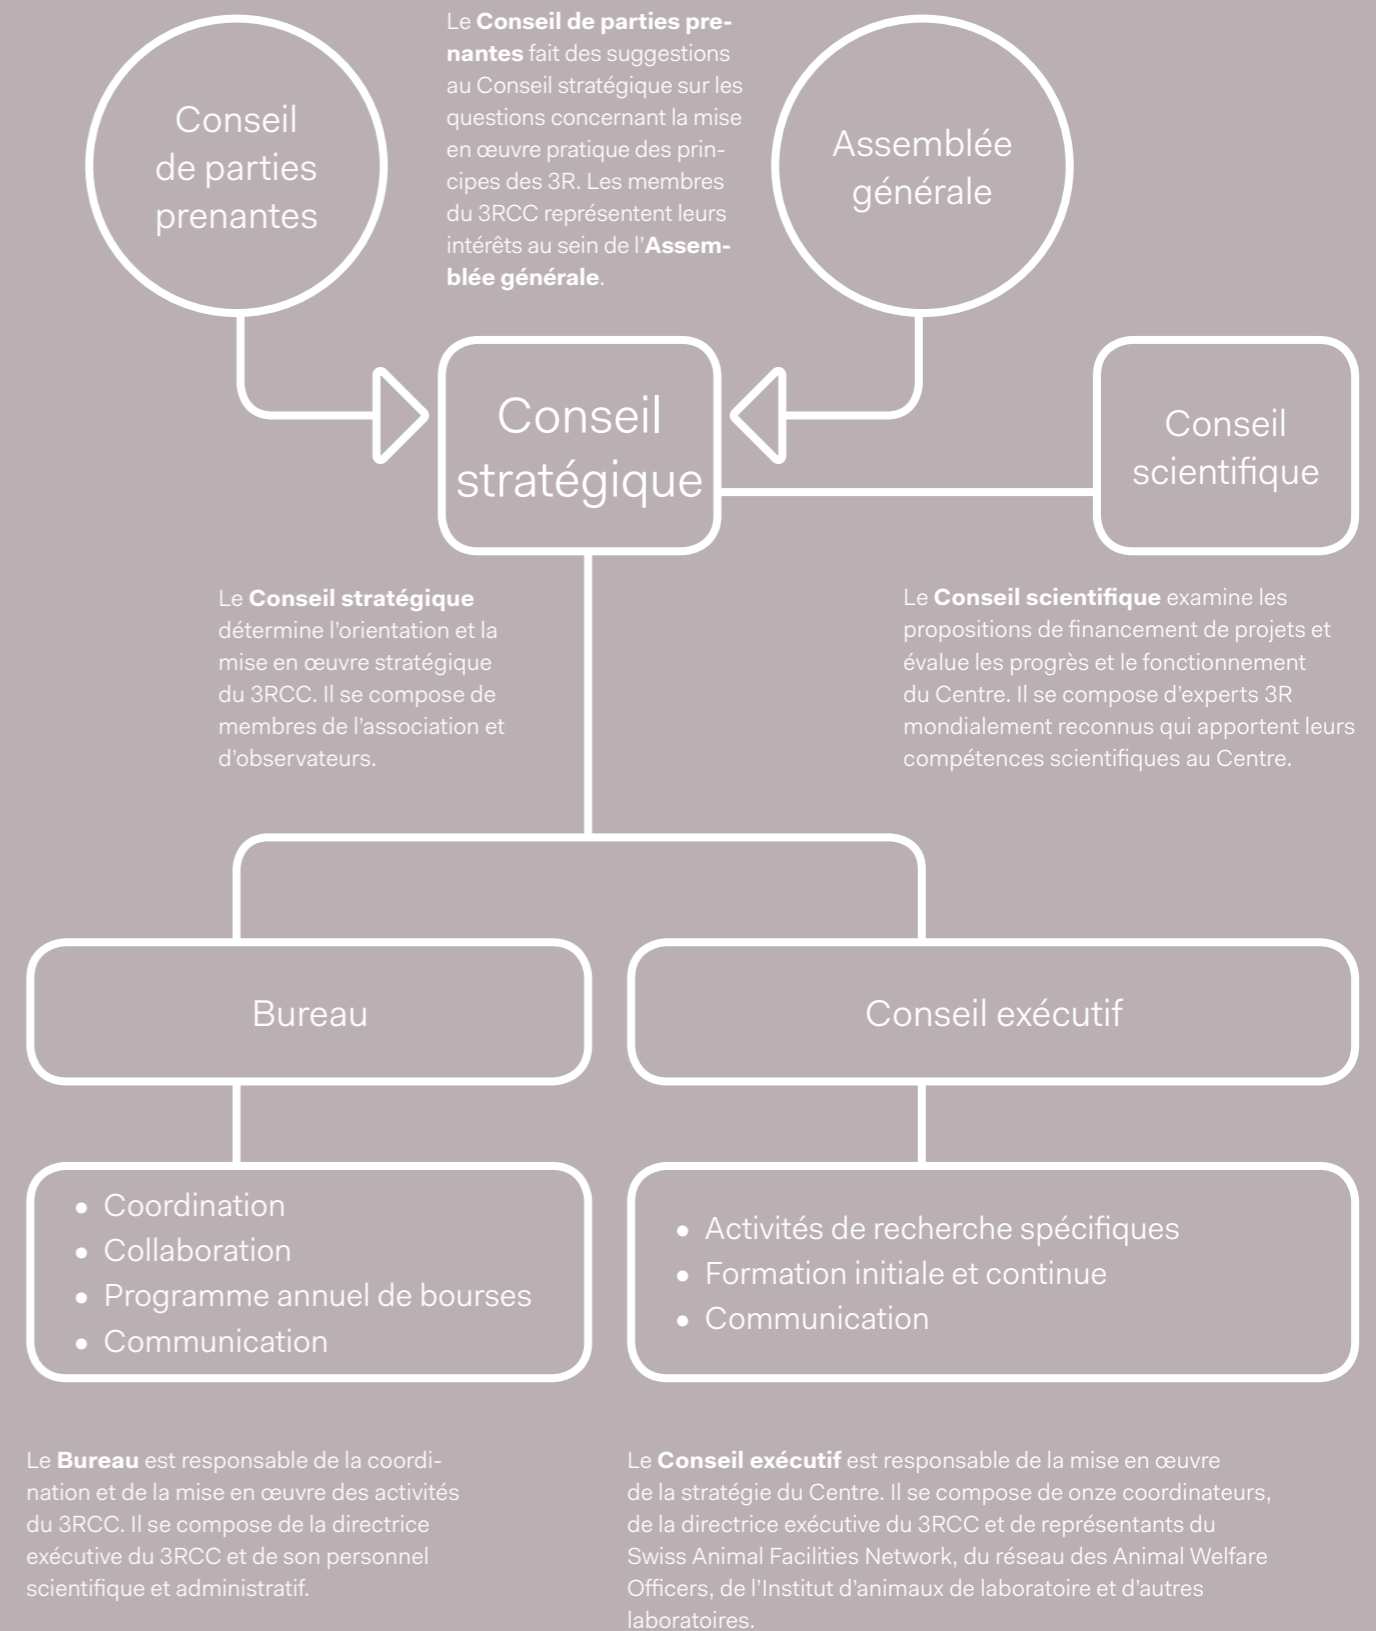 Conseil
de parties
prenantes
Le Conseil de parties pre-
nantes fait des suggestions
au Conseil stratégique sur les
questions concernant la mise
en œuvre pratique des prin-
cipes des 3R. Les membres
du 3RCC représentent leurs
intérêts au sein de l’Assem-
blée générale.
Assemblée
générale
Conseil
stratégique
Conseil
scientifique
Le Conseil stratégique
détermine l’orientation et la
mise en œuvre stratégique
du 3RCC. Il se compose de
membres de l’association et
d’observateurs.
Le Conseil scientifique examine les
propositions de financement de projets et
évalue les progrès et le fonctionnement
du Centre. Il se compose d’experts 3R
mondialement reconnus qui apportent leurs
compétences scientifiques au Centre.
Bureau
Conseil exécutif
• Coordination
• Collaboration
• Programme annuel de bourses
• Communication
• Activités de recherche spécifiques
• Formation initiale et continue
• Communication
Le Bureau est responsable de la coordi-
nation et de la mise en œuvre des activités
du 3RCC. Il se compose de la directrice
exécutive du 3RCC et de son personnel
scientifique et administratif.
Le Conseil exécutif est responsable de la mise en œuvre
de la stratégie du Centre. Il se compose de onze coordinateurs,
de la directrice exécutive du 3RCC et de représentants du
Swiss Animal Facilities Network, du réseau des Animal Welfare
Officers, de l’Institut d’animaux de laboratoire et d’autres
laboratoires.